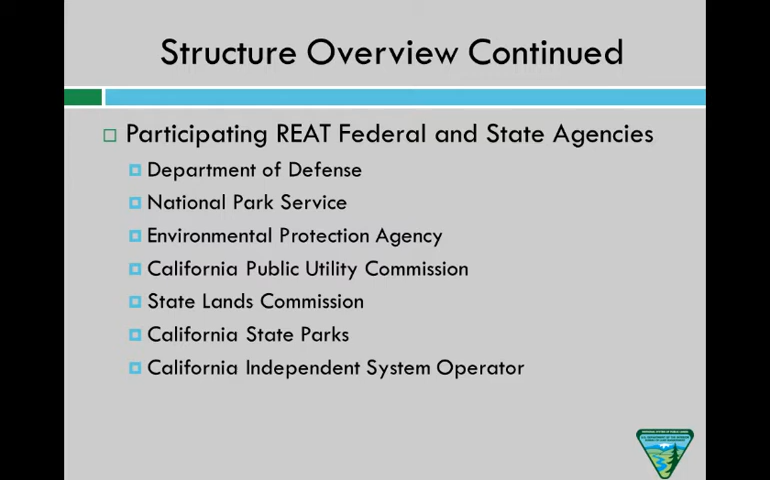 Structure Overview Continued
Participating REAT Federal and State Agencies
Department of Defense
National Park Service
Environmental Protection Agency
California Public Utility Commission
State Lands Commission
California State Parks
California Independent System Operator